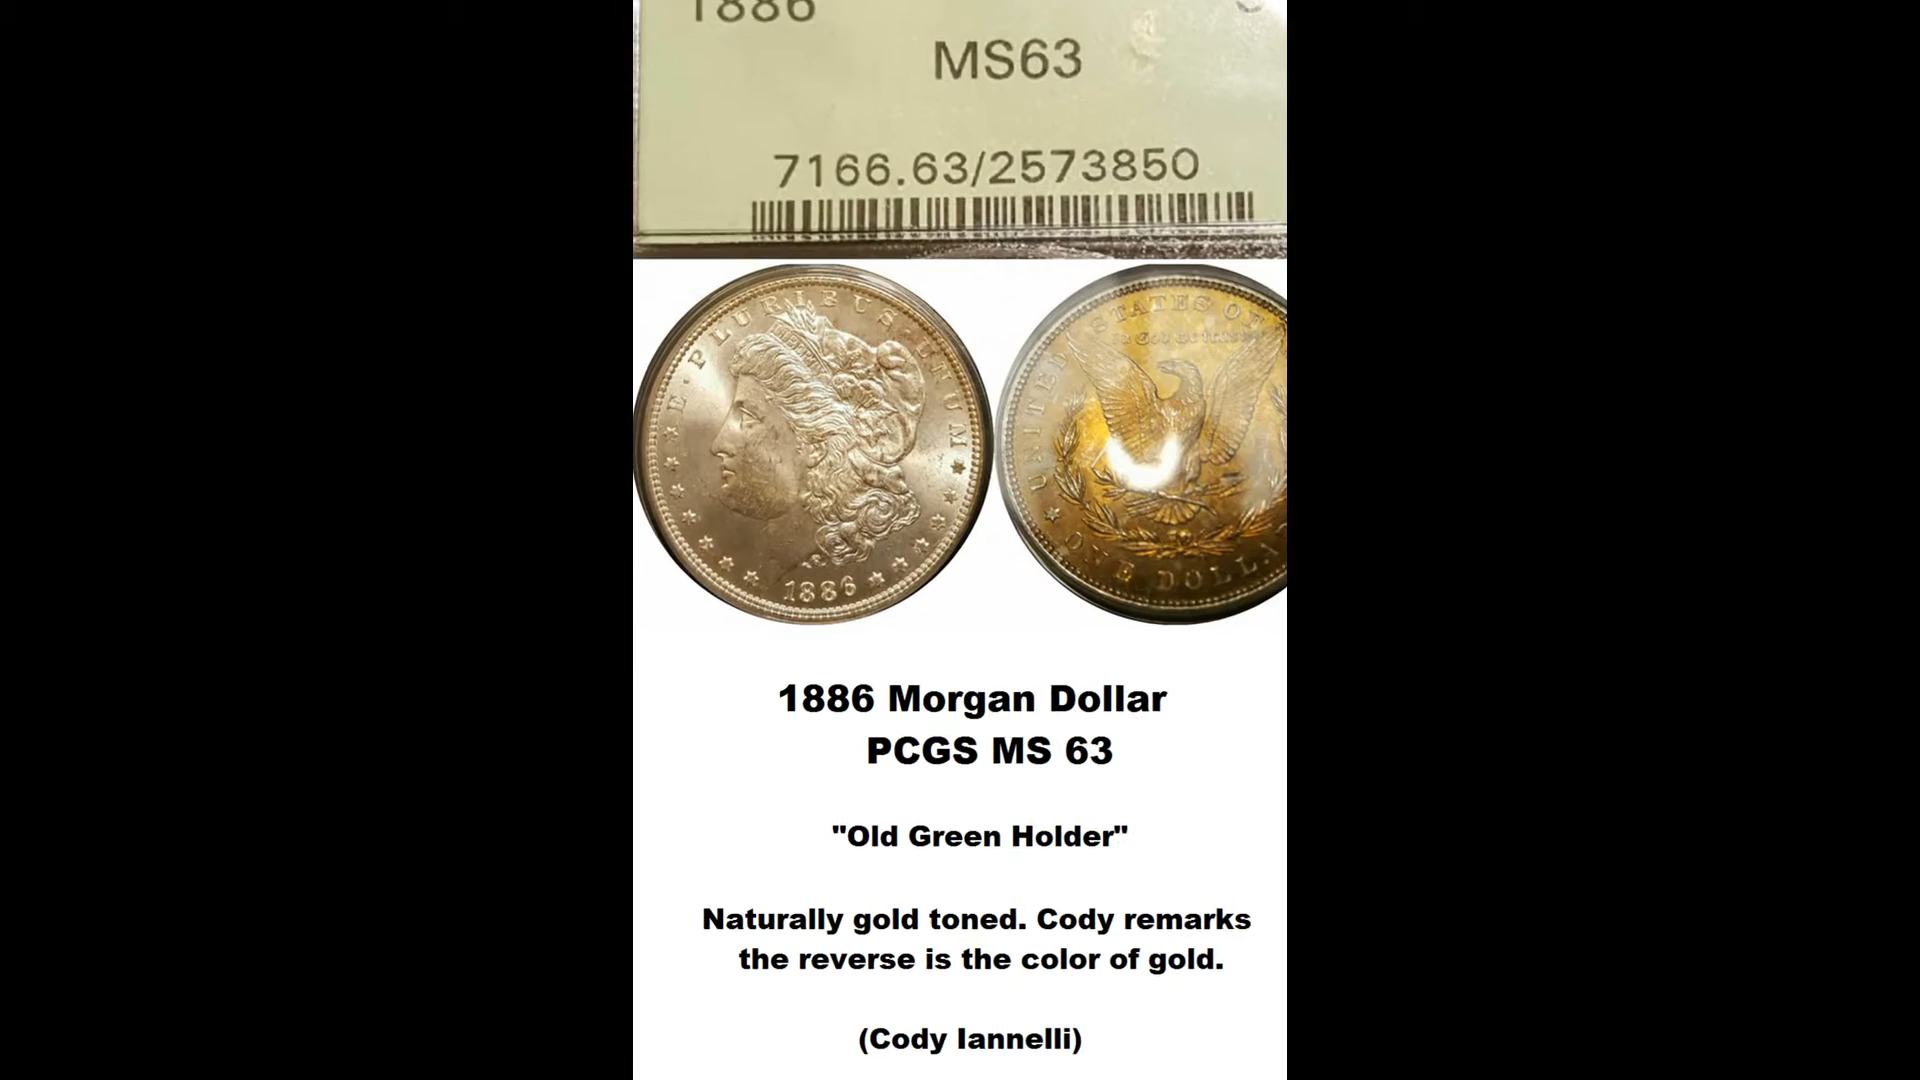 1886
MS63
7166.63/2573850
E · PLURIBUS · UNUM
1886
UNITED STATES OF
In God we trust
ONE DOLLA
1886 Morgan Dollar
PCGS MS 63
"Old Green Holder"
Naturally gold toned. Cody remarks
the reverse is the color of gold.
(Cody Iannelli)